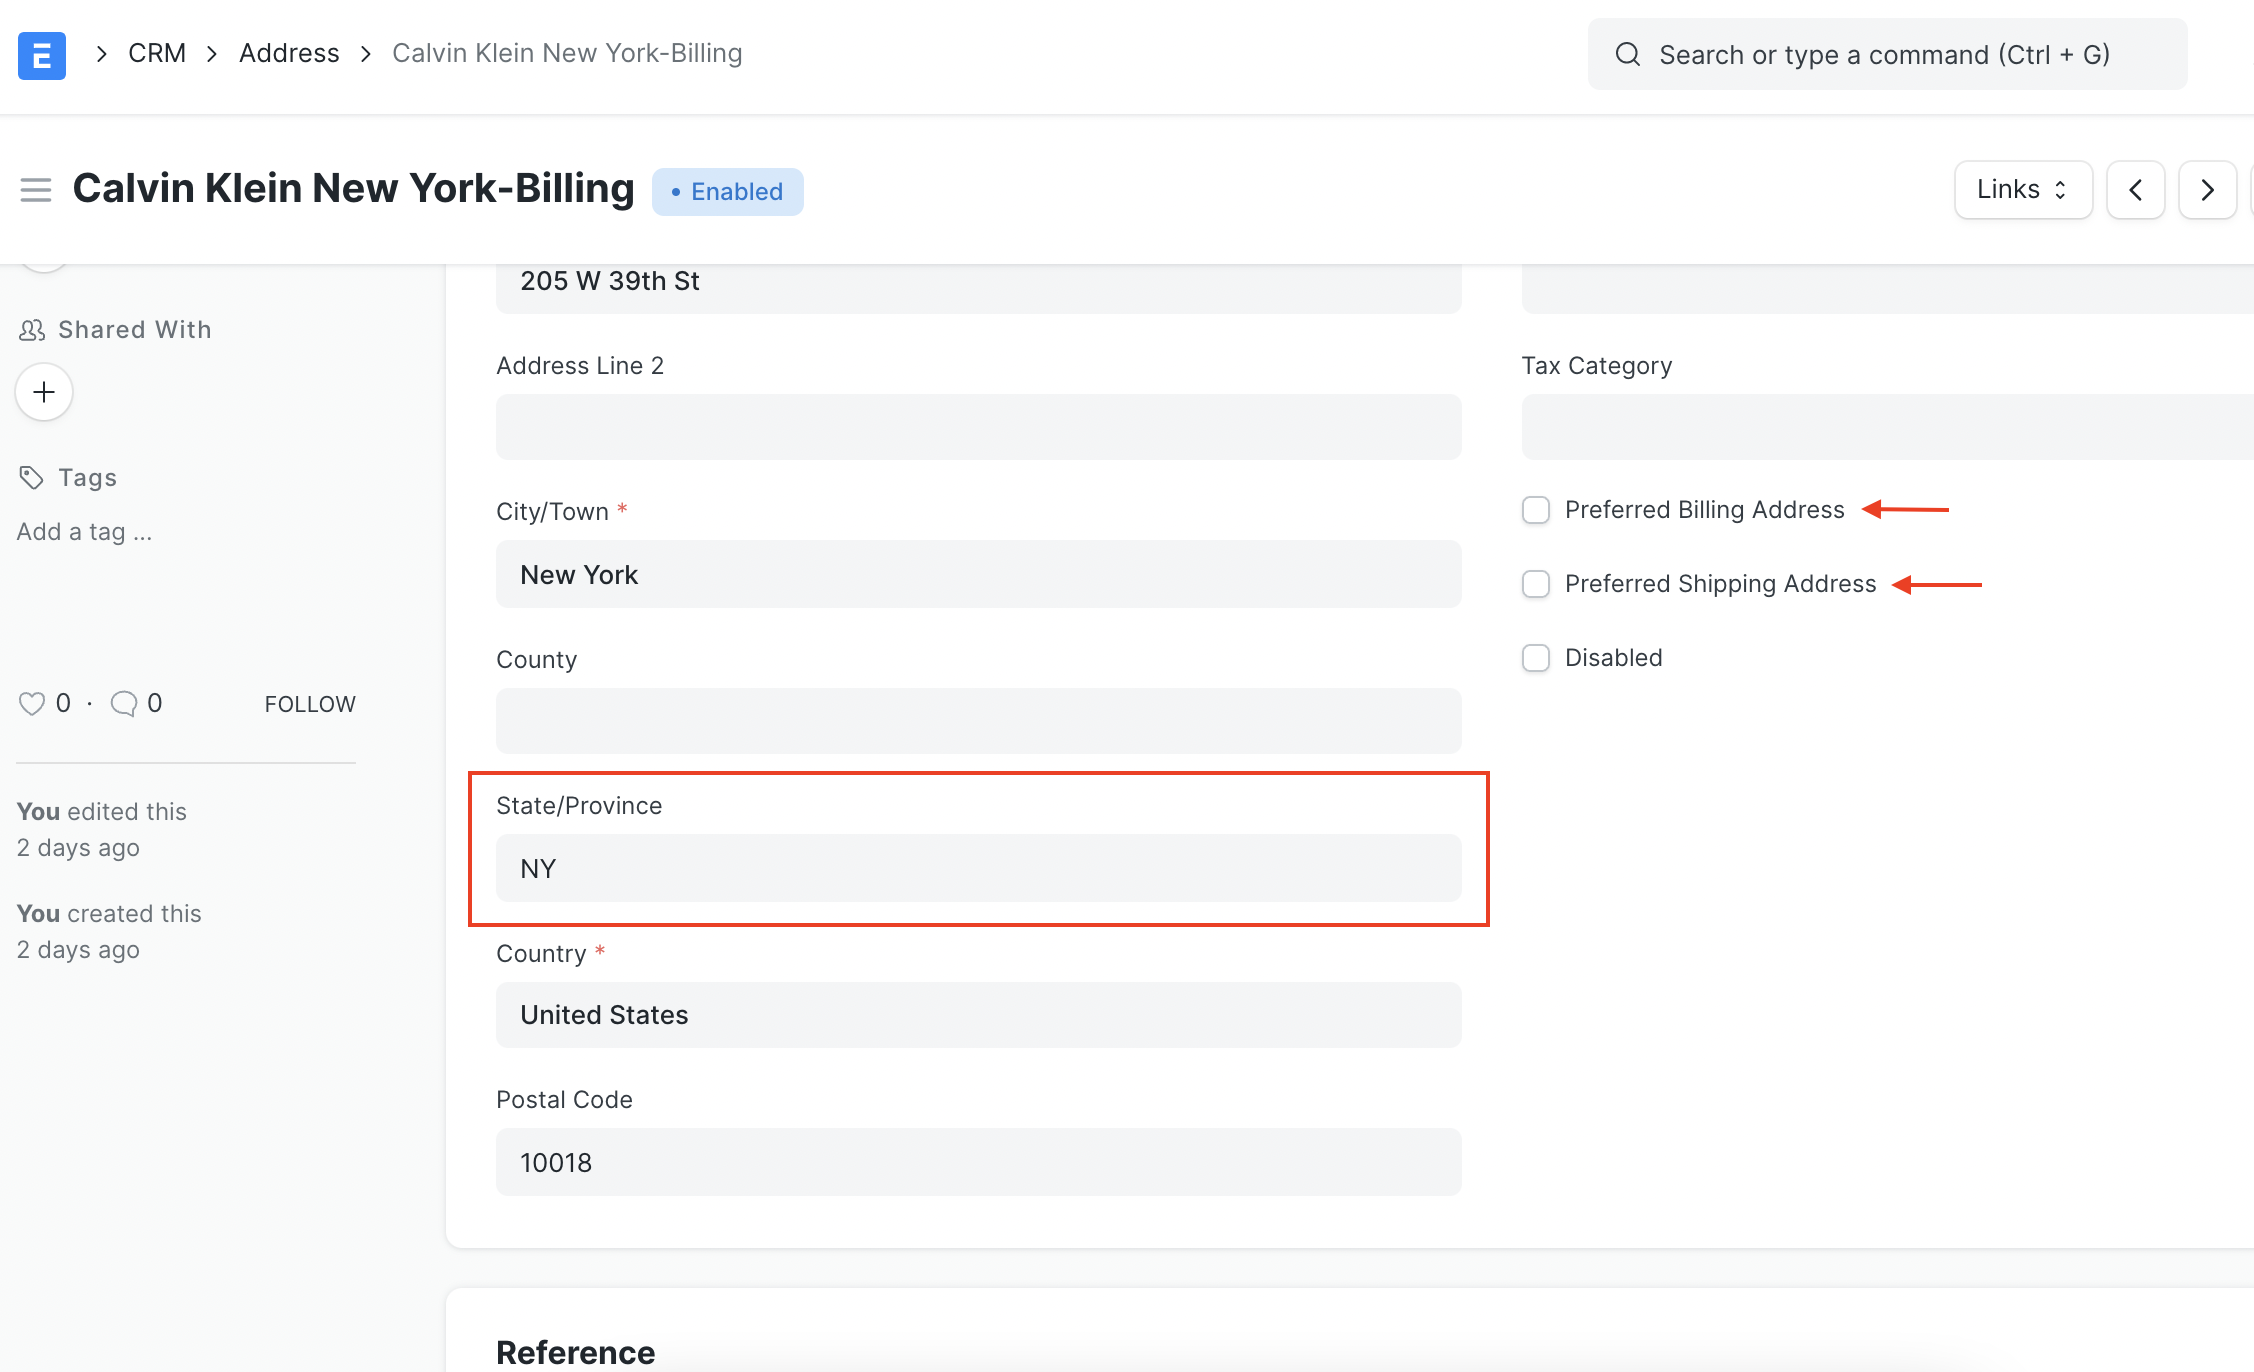 E
CRM
Address
Calvin Klein New York-Billing
Search or type a command (Ctrl + G)
Calvin Klein New York-Billing
• Enabled
Links
205 W 39th St
Shared With
Address Line 2
Tax Category
Tags
Add a tag ...
City/Town *
New York
Preferred Billing Address
Preferred Shipping Address
County
Disabled
0 · 0
FOLLOW
State/Province
NY
You edited this
2 days ago
You created this
2 days ago
Country *
United States
Postal Code
10018
Reference